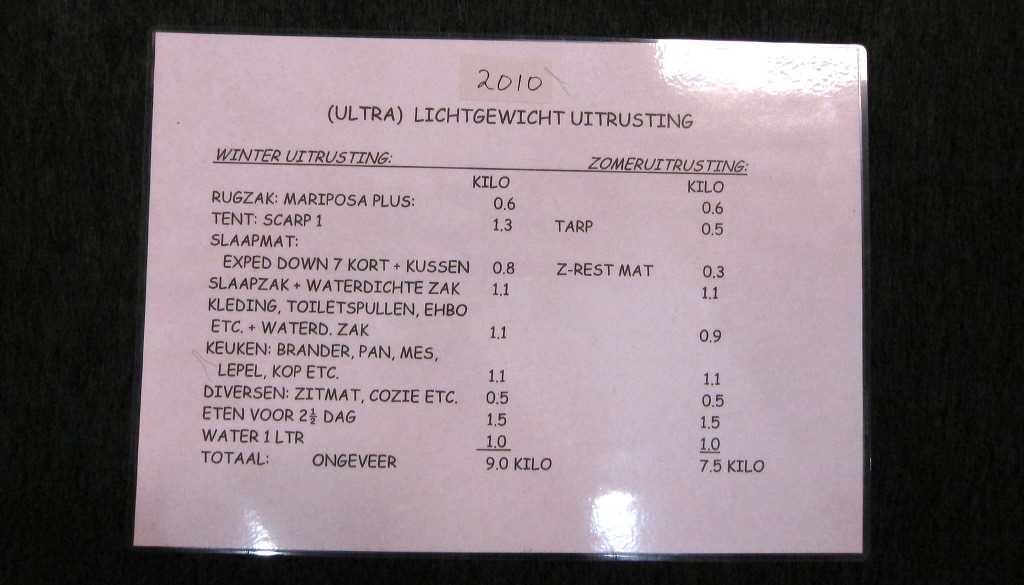 2010
(ULTRA) LICHTGEWICHT UITRUSTING
WINTER UITRUSTING: ZOMERUITRUSTING:
KILO KILO
RUGZAK: MARIPOSA PLUS: 0.6 0.6
TENT: SCARP 1 1.3 TARP 0.5
SLAAPMAT:
EXPED DOWN 7 KORT + KUSSEN 0.8 Z-REST MAT 0.3
SLAAPZAK + WATERDICHTE ZAK 1.1 1.1
KLEDING, TOILETSPULLEN, EHBO
ETC. + WATERD. ZAK 1.1 0.9
KEUKEN: BRANDER, PAN, MES,
LEPEL, KOP ETC. 1.1 1.1
DIVERSEN: ZITMAT, COZIE ETC. 0.5 0.5
ETEN VOOR 2½ DAG 1.5 1.5
WATER 1 LTR 1.0 1.0
TOTAAL: ONGEVEER 9.0 KILO 7.5 KILO